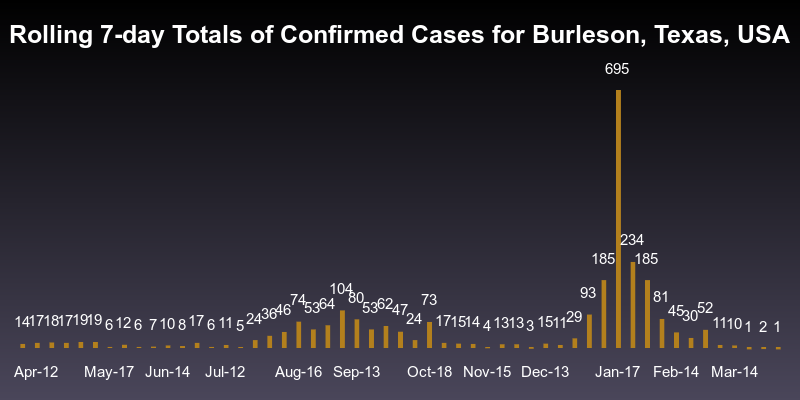 Rolling 7-day Totals of Confirmed Cases for Burleson, Texas, USA
695
234
185 185
104
93
74 80 73 81
53 64 53 62 47 52
36 46 45
24 24 29 30
14 17 18 17 19 19 6 12 6 7 10 8 17 6 11 5 17 15 14 4 13 13 3 15 11 11 10 1 2 1
Apr-12 May-17 Jun-14 Jul-12 Aug-16 Sep-13 Oct-18 Nov-15 Dec-13 Jan-17 Feb-14 Mar-14